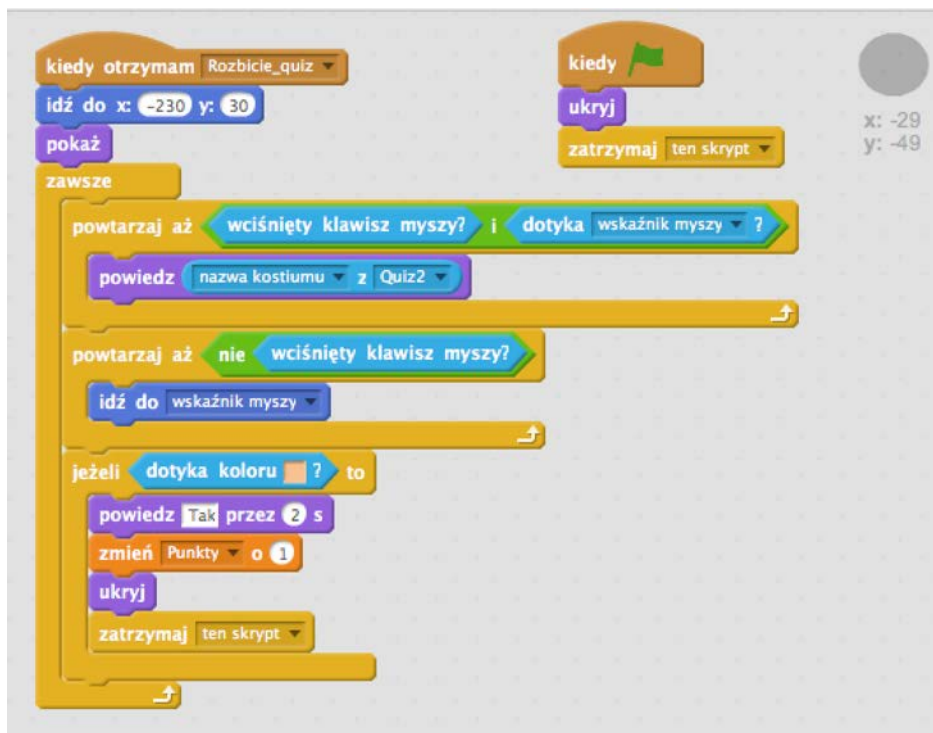 kiedy otrzymam Rozbicie_quiz
idź do x: -230 y: 30
pokaż
zawsze
powtarzaj aż wciśnięty klawisz myszy? i dotyka wskaźnik myszy ?
powiedz nazwa kostiumu z Quiz2
powtarzaj aż nie wciśnięty klawisz myszy?
idź do wskaźnik myszy
jeżeli dotyka koloru ? to
powiedz Tak przez 2 s
zmień Punkty o 1
ukryj
zatrzymaj ten skrypt
kiedy
ukryj
zatrzymaj ten skrypt
x: -29
y: -49